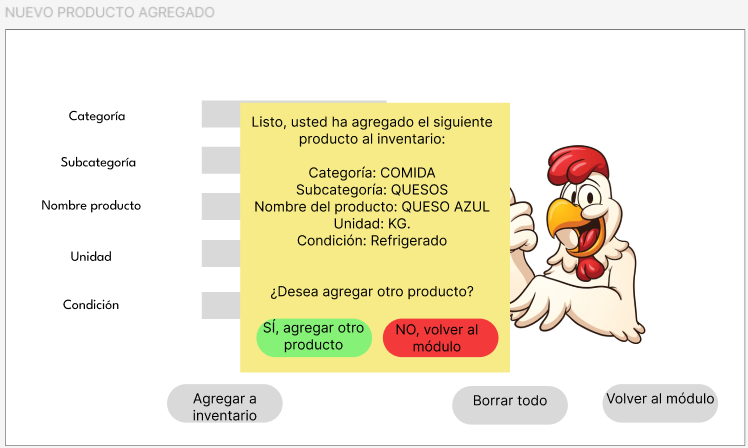 NUEVO PRODUCTO AGREGADO
Categoría
Subcategoría
Nombre producto
Unidad
Condición
Listo, usted ha agregado el siguiente
producto al inventario:
Categoría: COMIDA
Subcategoría: QUESOS
Nombre del producto: QUESO AZUL
Unidad: KG.
Condición: Refrigerado
¿Desea agregar otro producto?
SÍ, agregar otro
producto
NO, volver al
módulo
Agregar a
inventario
Borrar todo
Volver al módulo